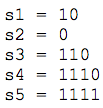 s1 = 10
s2 = 0
s3 = 110
s4 = 1110
s5 = 1111